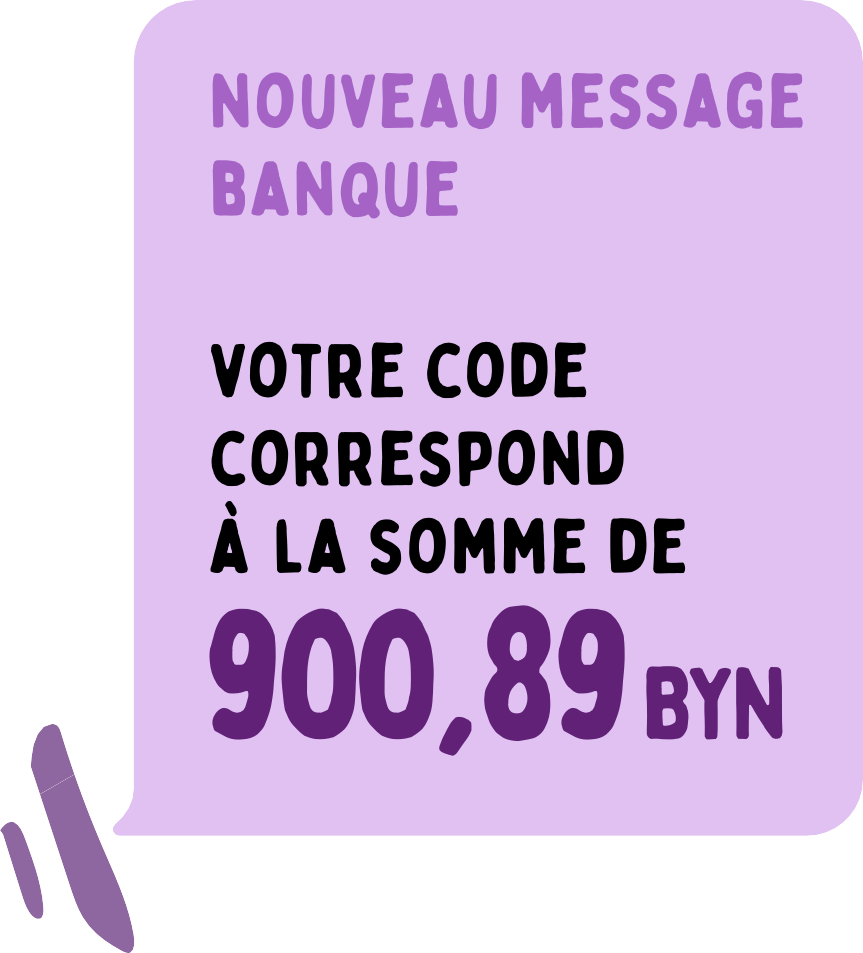 NOUVEAU MESSAGE
BANQUE
VOTRE CODE
CORRESPOND
À LA SOMME DE
900,89 BYN